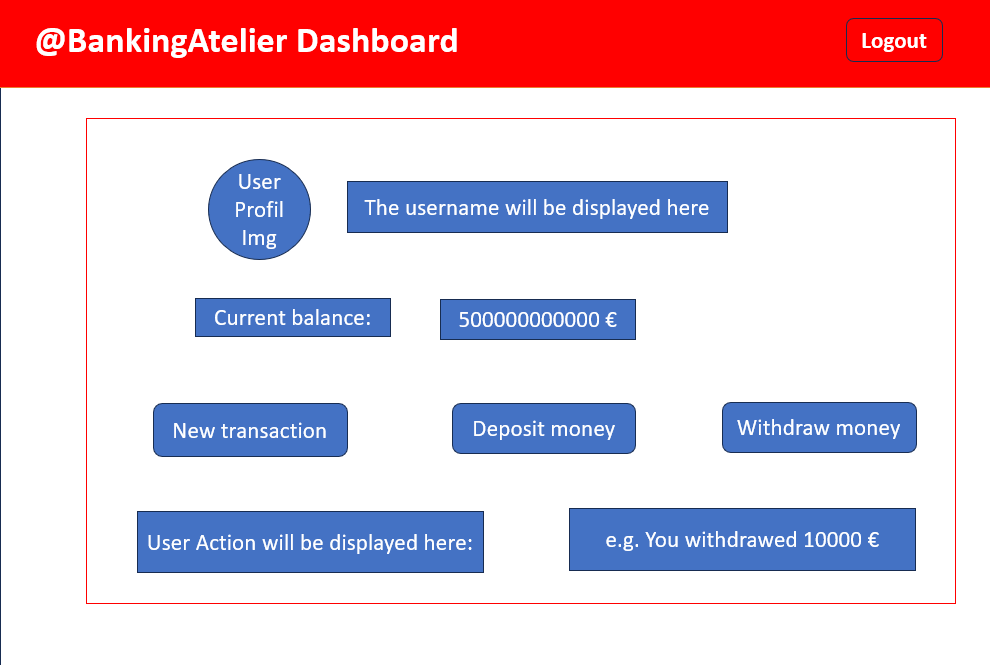 @BankingAtelier Dashboard
Logout
User
Profil
Img
The username will be displayed here
Current balance:
500000000000 €
New transaction
Deposit money
Withdraw money
User Action will be displayed here:
e.g. You withdrawed 10000 €